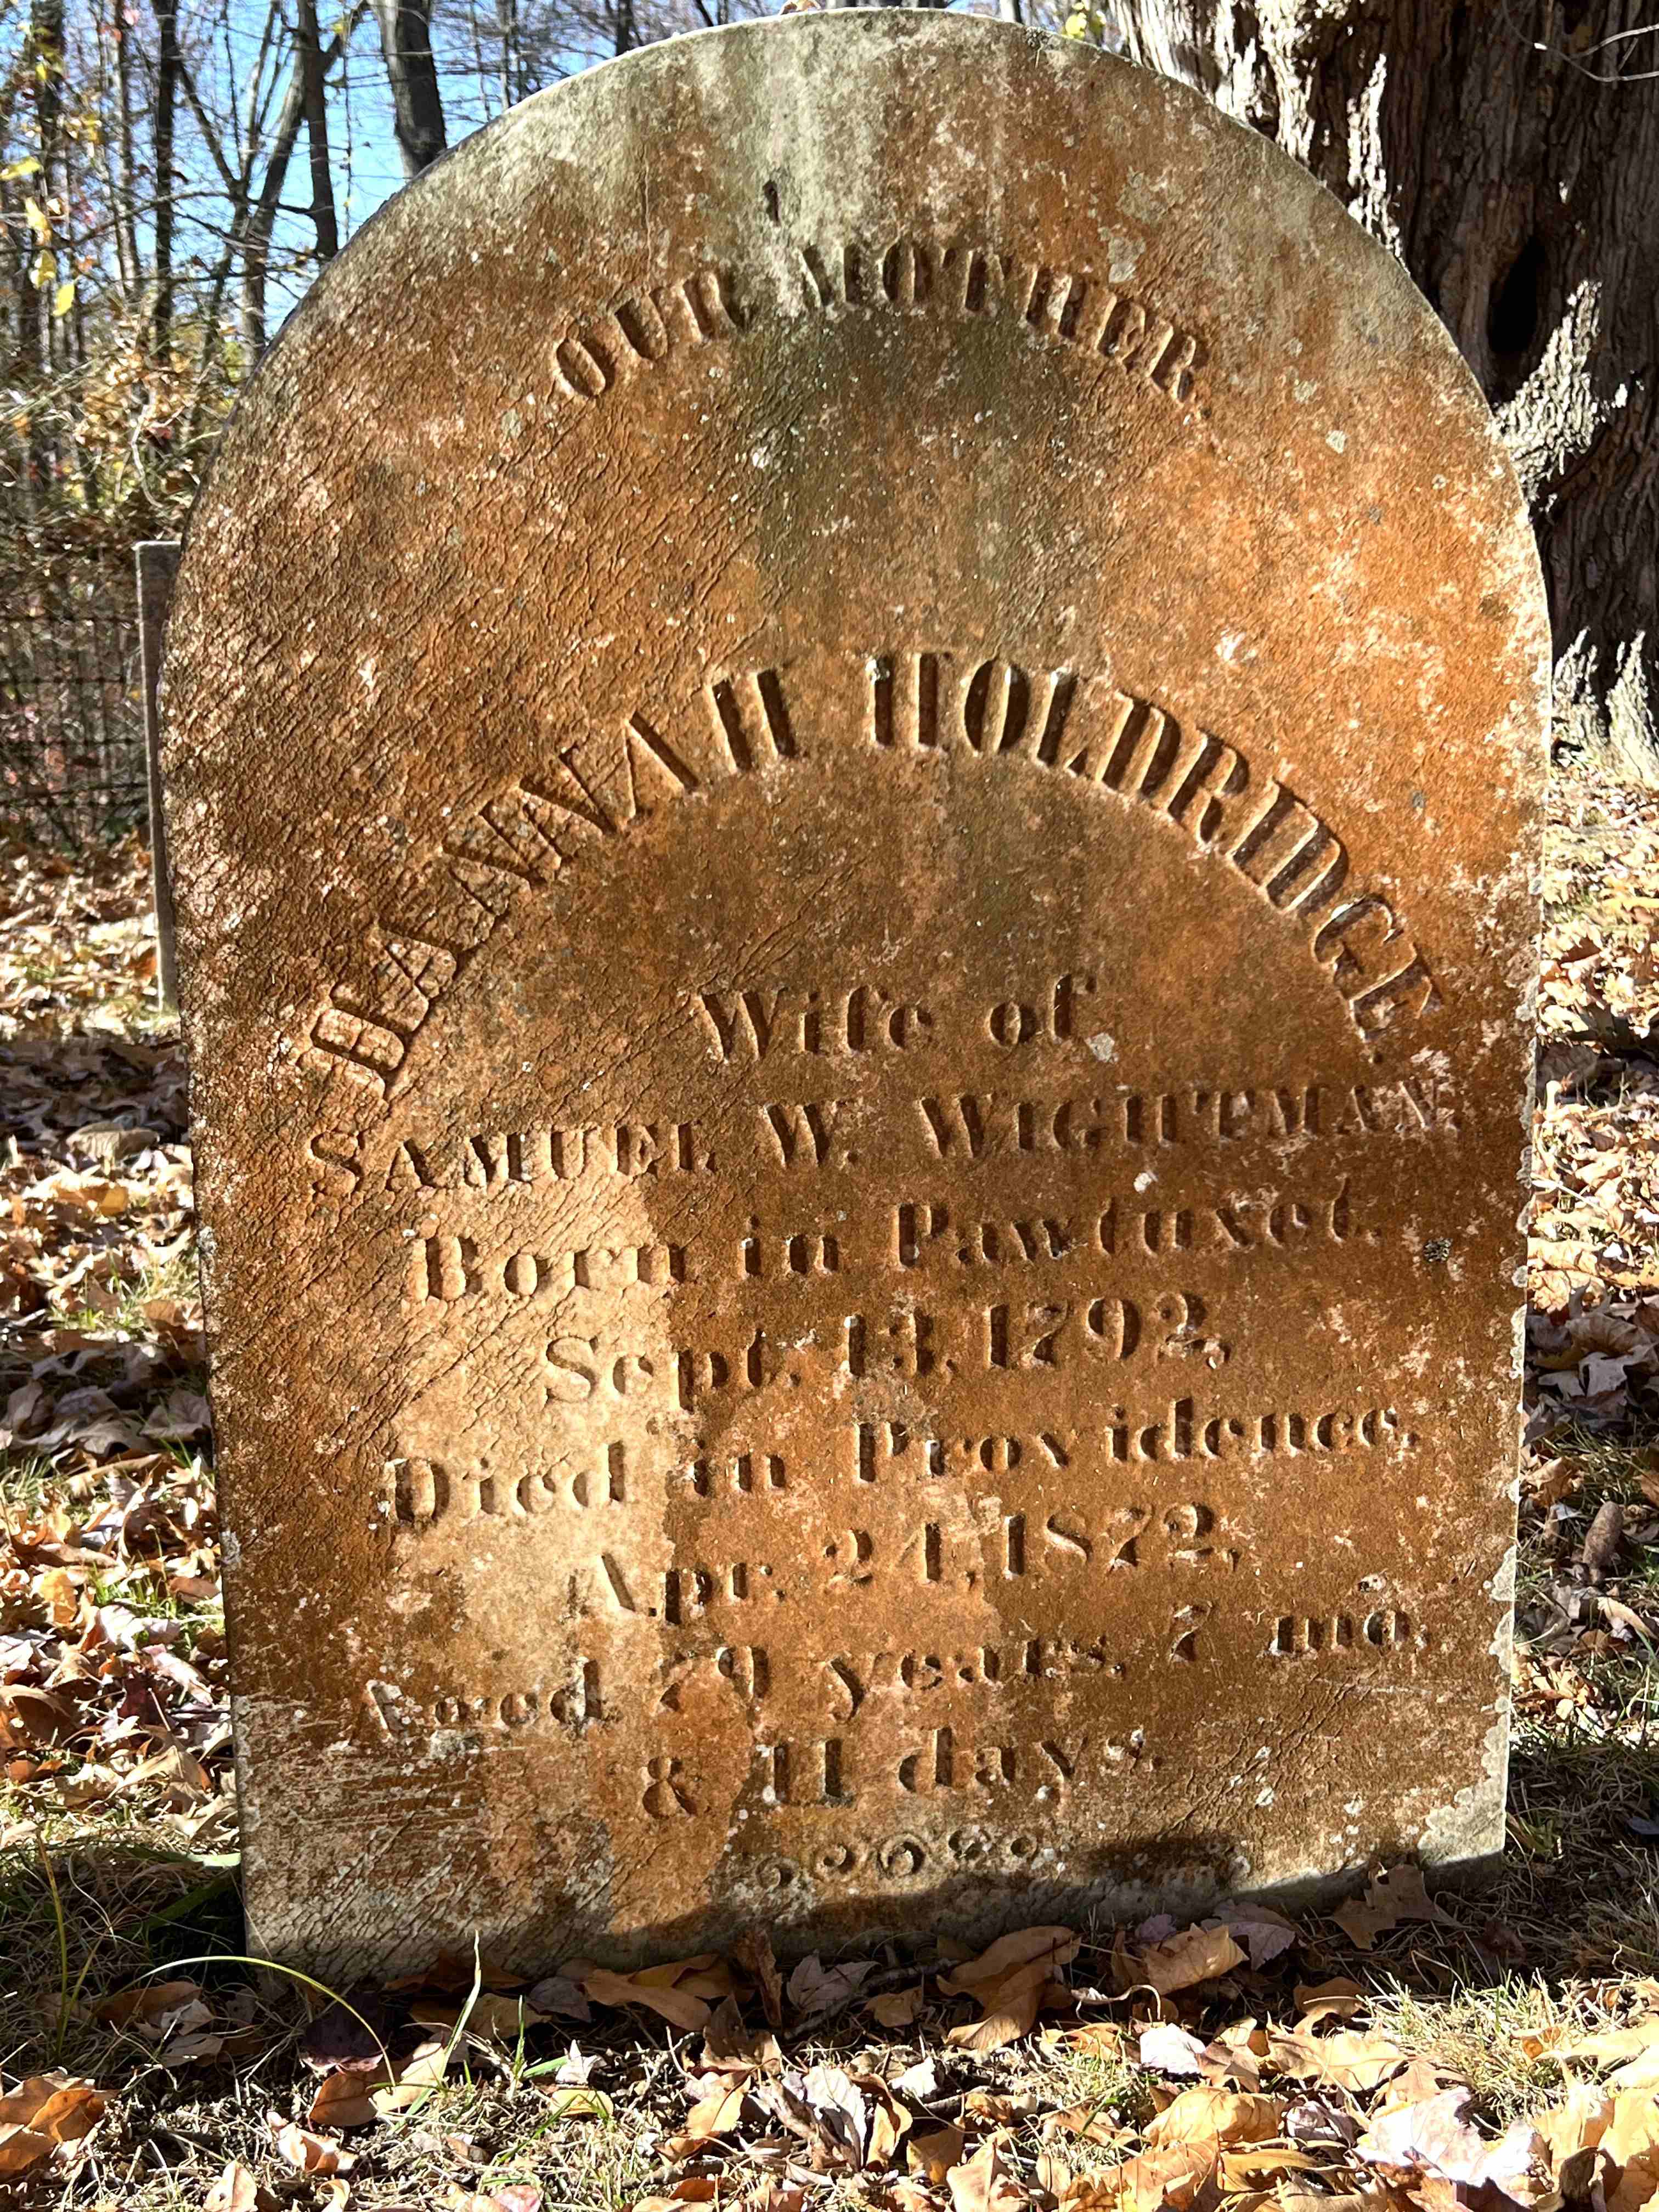 OUR MOTHER
HANNAH HOLDRIDGE
Wife of
SAMUEL W. WIGHTMAN.
Born in Pawtuxet,
Sept. 13, 1792,
Died in Providence,
Apr. 24, 1872,
Aged 79 years, 7 mo.
& 11 days.